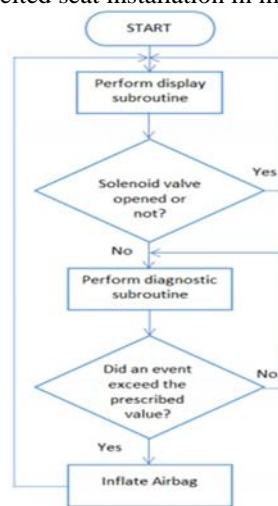 START
Perform display
subroutine
Solenoid valve
opened or
not?
Yes
No
Perform diagnostic
subroutine
Did an event
exceed the
prescribed
value?
No
Yes
Inflate Airbag